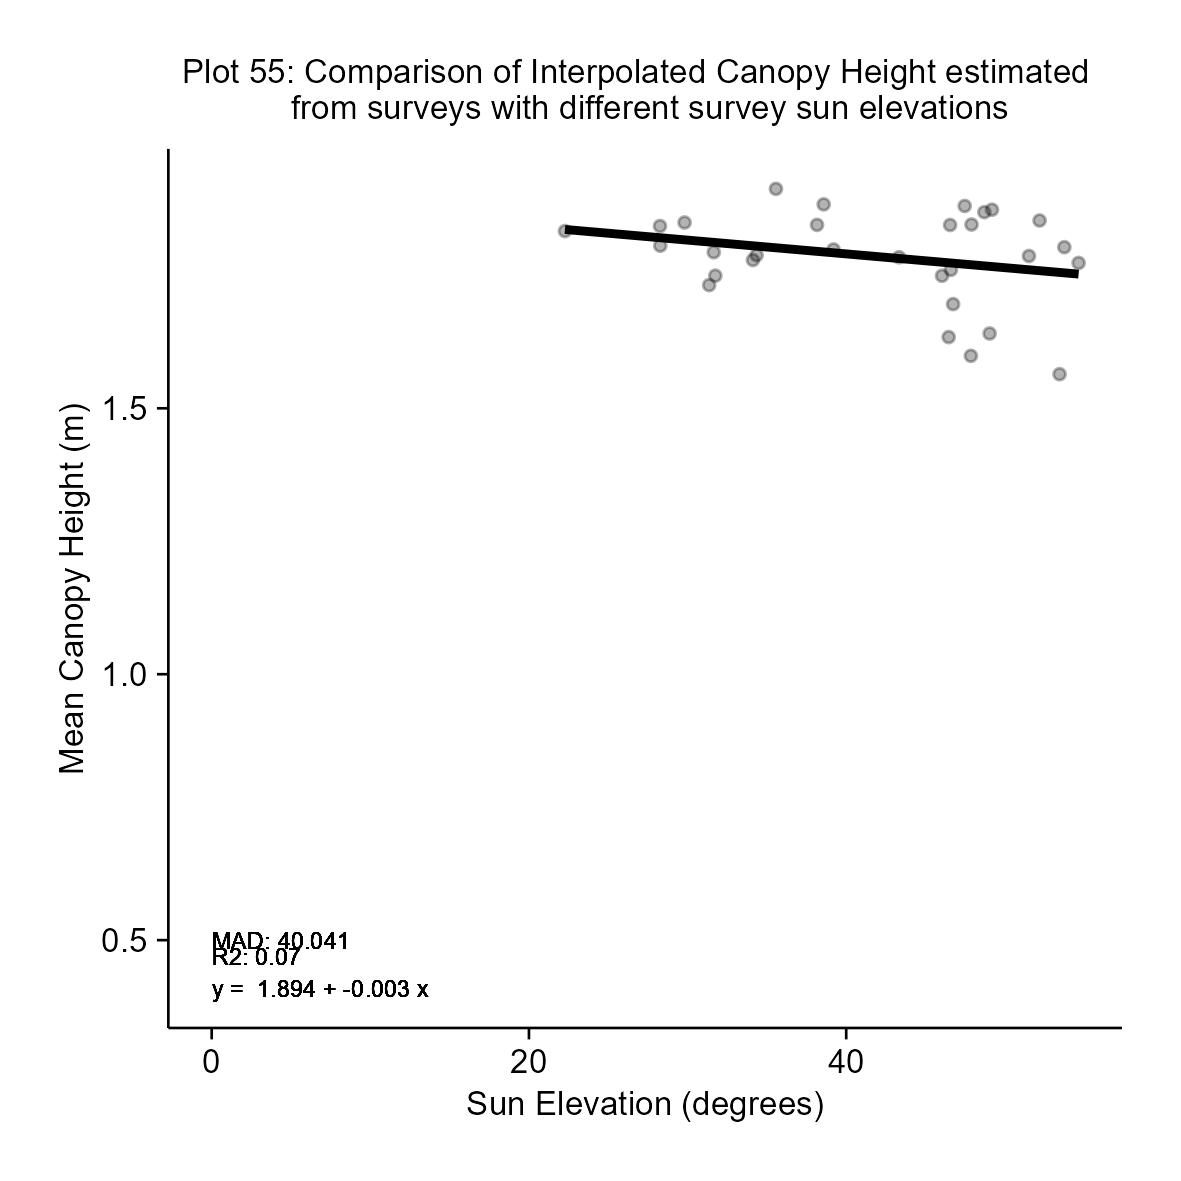 Plot 55: Comparison of Interpolated Canopy Height estimated
from surveys with different survey sun elevations
Mean Canopy Height (m)
1.5
1.0
0.5
MAD: 40.041
R2: 0.07
y =  1.894 + -0.003 x
0
20
40
Sun Elevation (degrees)